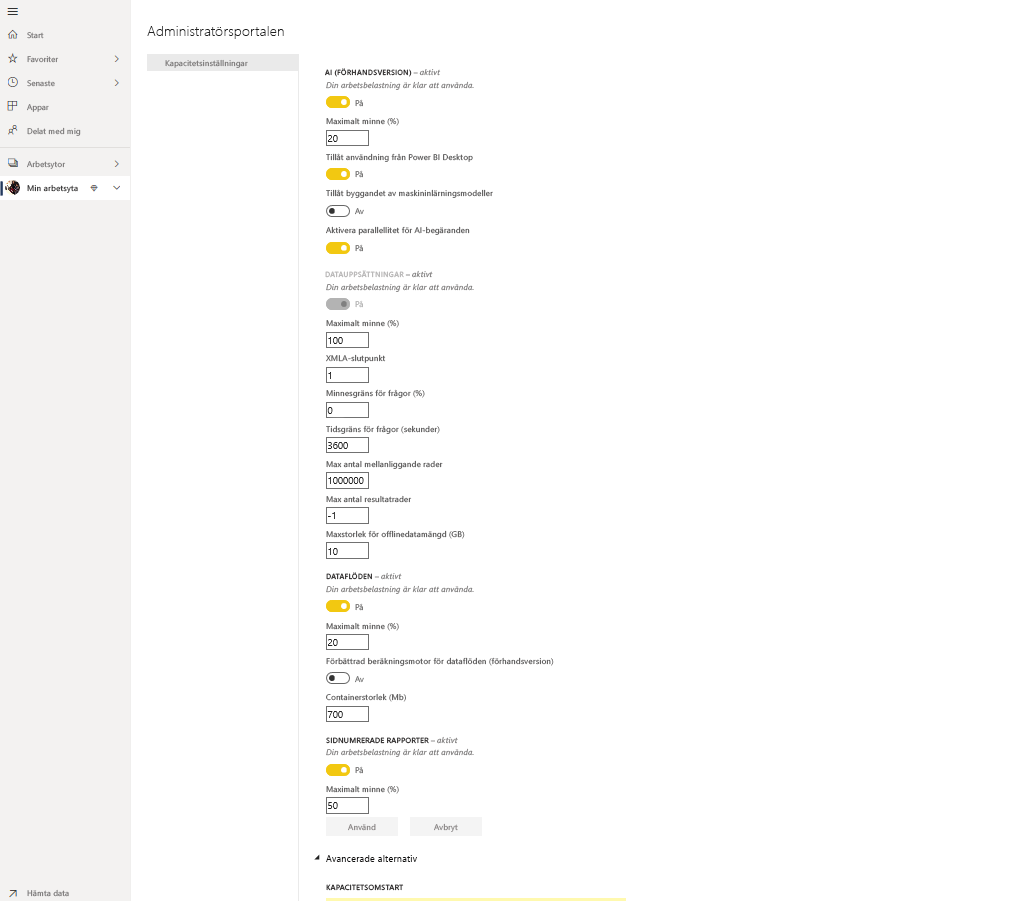 Administratörsportalen
Start
Favoriter
Senaste
Appar
Delat med mig
Arbetsytor
Min arbetsyta
Hämta data
Kapacitetsinställningar
AI (FÖRHANDSVERSION) – aktivt
Din arbetsbelastning är klar att använda.
På
Maximalt minne (%)
20
Tillåt användning från Power BI Desktop
På
Tillåt byggandet av maskininlärningsmodeller
Av
Aktivera parallellitet för AI-begäranden
På
DATAUPPSÄTTNINGAR – aktivt
Din arbetsbelastning är klar att använda.
På
Maximalt minne (%)
100
XMLA-slutpunkt
1
Minnesgräns för frågor (%)
0
Tidsgräns för frågor (sekunder)
3600
Max antal mellanliggande rader
1000000
Max antal resultatrader
-1
Maxstorlek för offlinedatamängd (GB)
10
DATAFLÖDEN – aktivt
Din arbetsbelastning är klar att använda.
På
Maximalt minne (%)
20
Förbättrad beräkningsmotor för dataflöden (förhandsversion)
Av
Containerstorlek (Mb)
700
SIDNUMRERADE RAPPORTER – aktivt
Din arbetsbelastning är klar att använda.
På
Maximalt minne (%)
50
Använd
Avbryt
Avancerade alternativ
KAPACITETSOMSTART